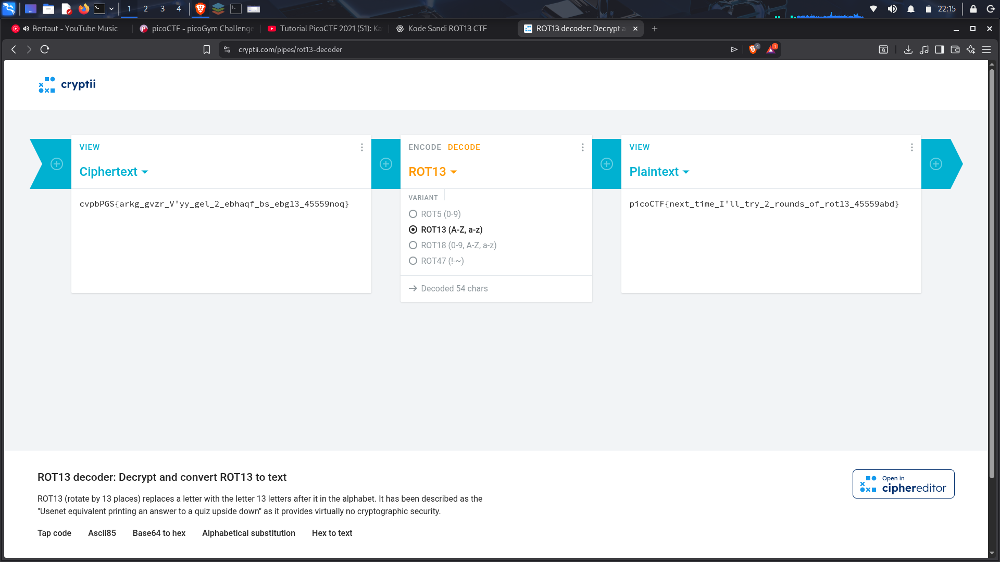 1 2 3 4 22:15
Bertaut - YouTube Music picoCTF - picoGym Challenge Tutorial PicoCTF 2021 (51): Ka Kode Sandi ROT13 CTF ROT13 decoder: Decrypt a
cryptii.com/pipes/rot13-decoder 4 1
cryptii
VIEW
Ciphertext
cvpbPGS{arkg_gvzr_V'yy_gel_2_ebhaqf_bs_ebg13_45559noq}
ENCODE DECODE
ROT13
VARIANT
ROT5 (0-9)
ROT13 (A-Z, a-z)
ROT18 (0-9, A-Z, a-z)
ROT47 (!-~)
Decoded 54 chars
VIEW
Plaintext
picoCTF{next_time_I'll_try_2_rounds_of_rot13_45559abd}
ROT13 decoder: Decrypt and convert ROT13 to text
ROT13 (rotate by 13 places) replaces a letter with the letter 13 letters after it in the alphabet. It has been described as the
"Usenet equivalent printing an answer to a quiz upside down" as it provides virtually no cryptographic security.
Tap code Ascii85 Base64 to hex Alphabetical substitution Hex to text
Open in
ciphereditor